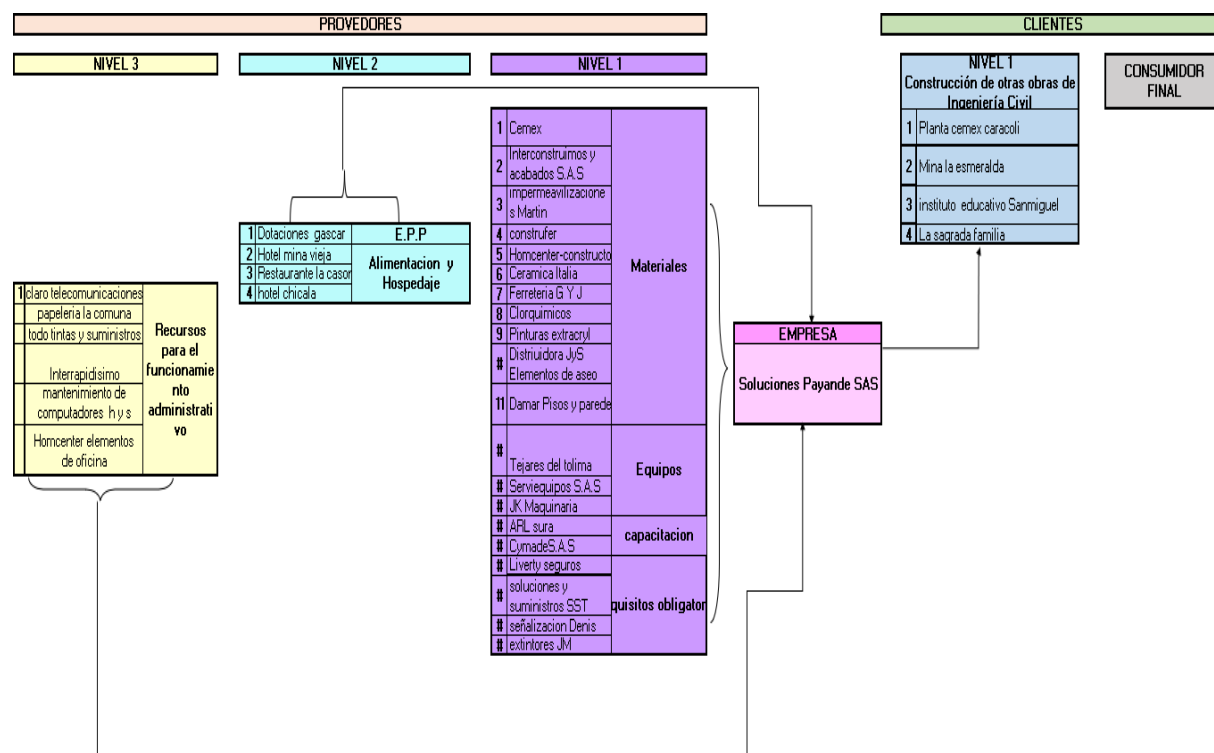 PROVEDORES
CLIENTES
NIVEL 3
NIVEL 2
NIVEL 1
NIVEL 1
Construcción de otras obras de
Ingeniería Civil
1 Planta cemex caracoli
2 Mina la esmeralda
3 instituto educativo Sanmiguel
4 La sagrada familia
CONSUMIDOR
FINAL
1 claro telecomunicaciones
papeleria la comuna
todo tintas y suministros
Interrapidisimo
mantenimiento de
computadores h y s
Homcenter elementos
de oficina
Recursos
para el
funcionamie
nto
administrati
vo
1 Dotaciones gascar
2 Hotel mina vieja
3 Restaurante la casor
4 hotel chicala
E.P.P
Alimentacion y
Hospedaje
1 Cemex
2 Interconstruimos y
acabados S.A.S
3 impermeavilizacione
s Martin
4 construfer
5 Homcenter-constructo
6 Ceramica Italia
7 Ferreteria G Y J
8 Clorquimicos
9 Pinturas extracryl
# Distriuidora JyS
Elementos de aseo
11 Damar Pisos y parede
Materiales
# Tejares del tolima
# Serviequipos S.A.S
# JK Maquinaria
Equipos
# ARL sura
# CymadeS.A.S
capacitacion
# Liverty seguros
# soluciones y
suministros SST
# señalizacion Denis
# extintores JM
quisitos obligator
EMPRESA
Soluciones Payande SAS